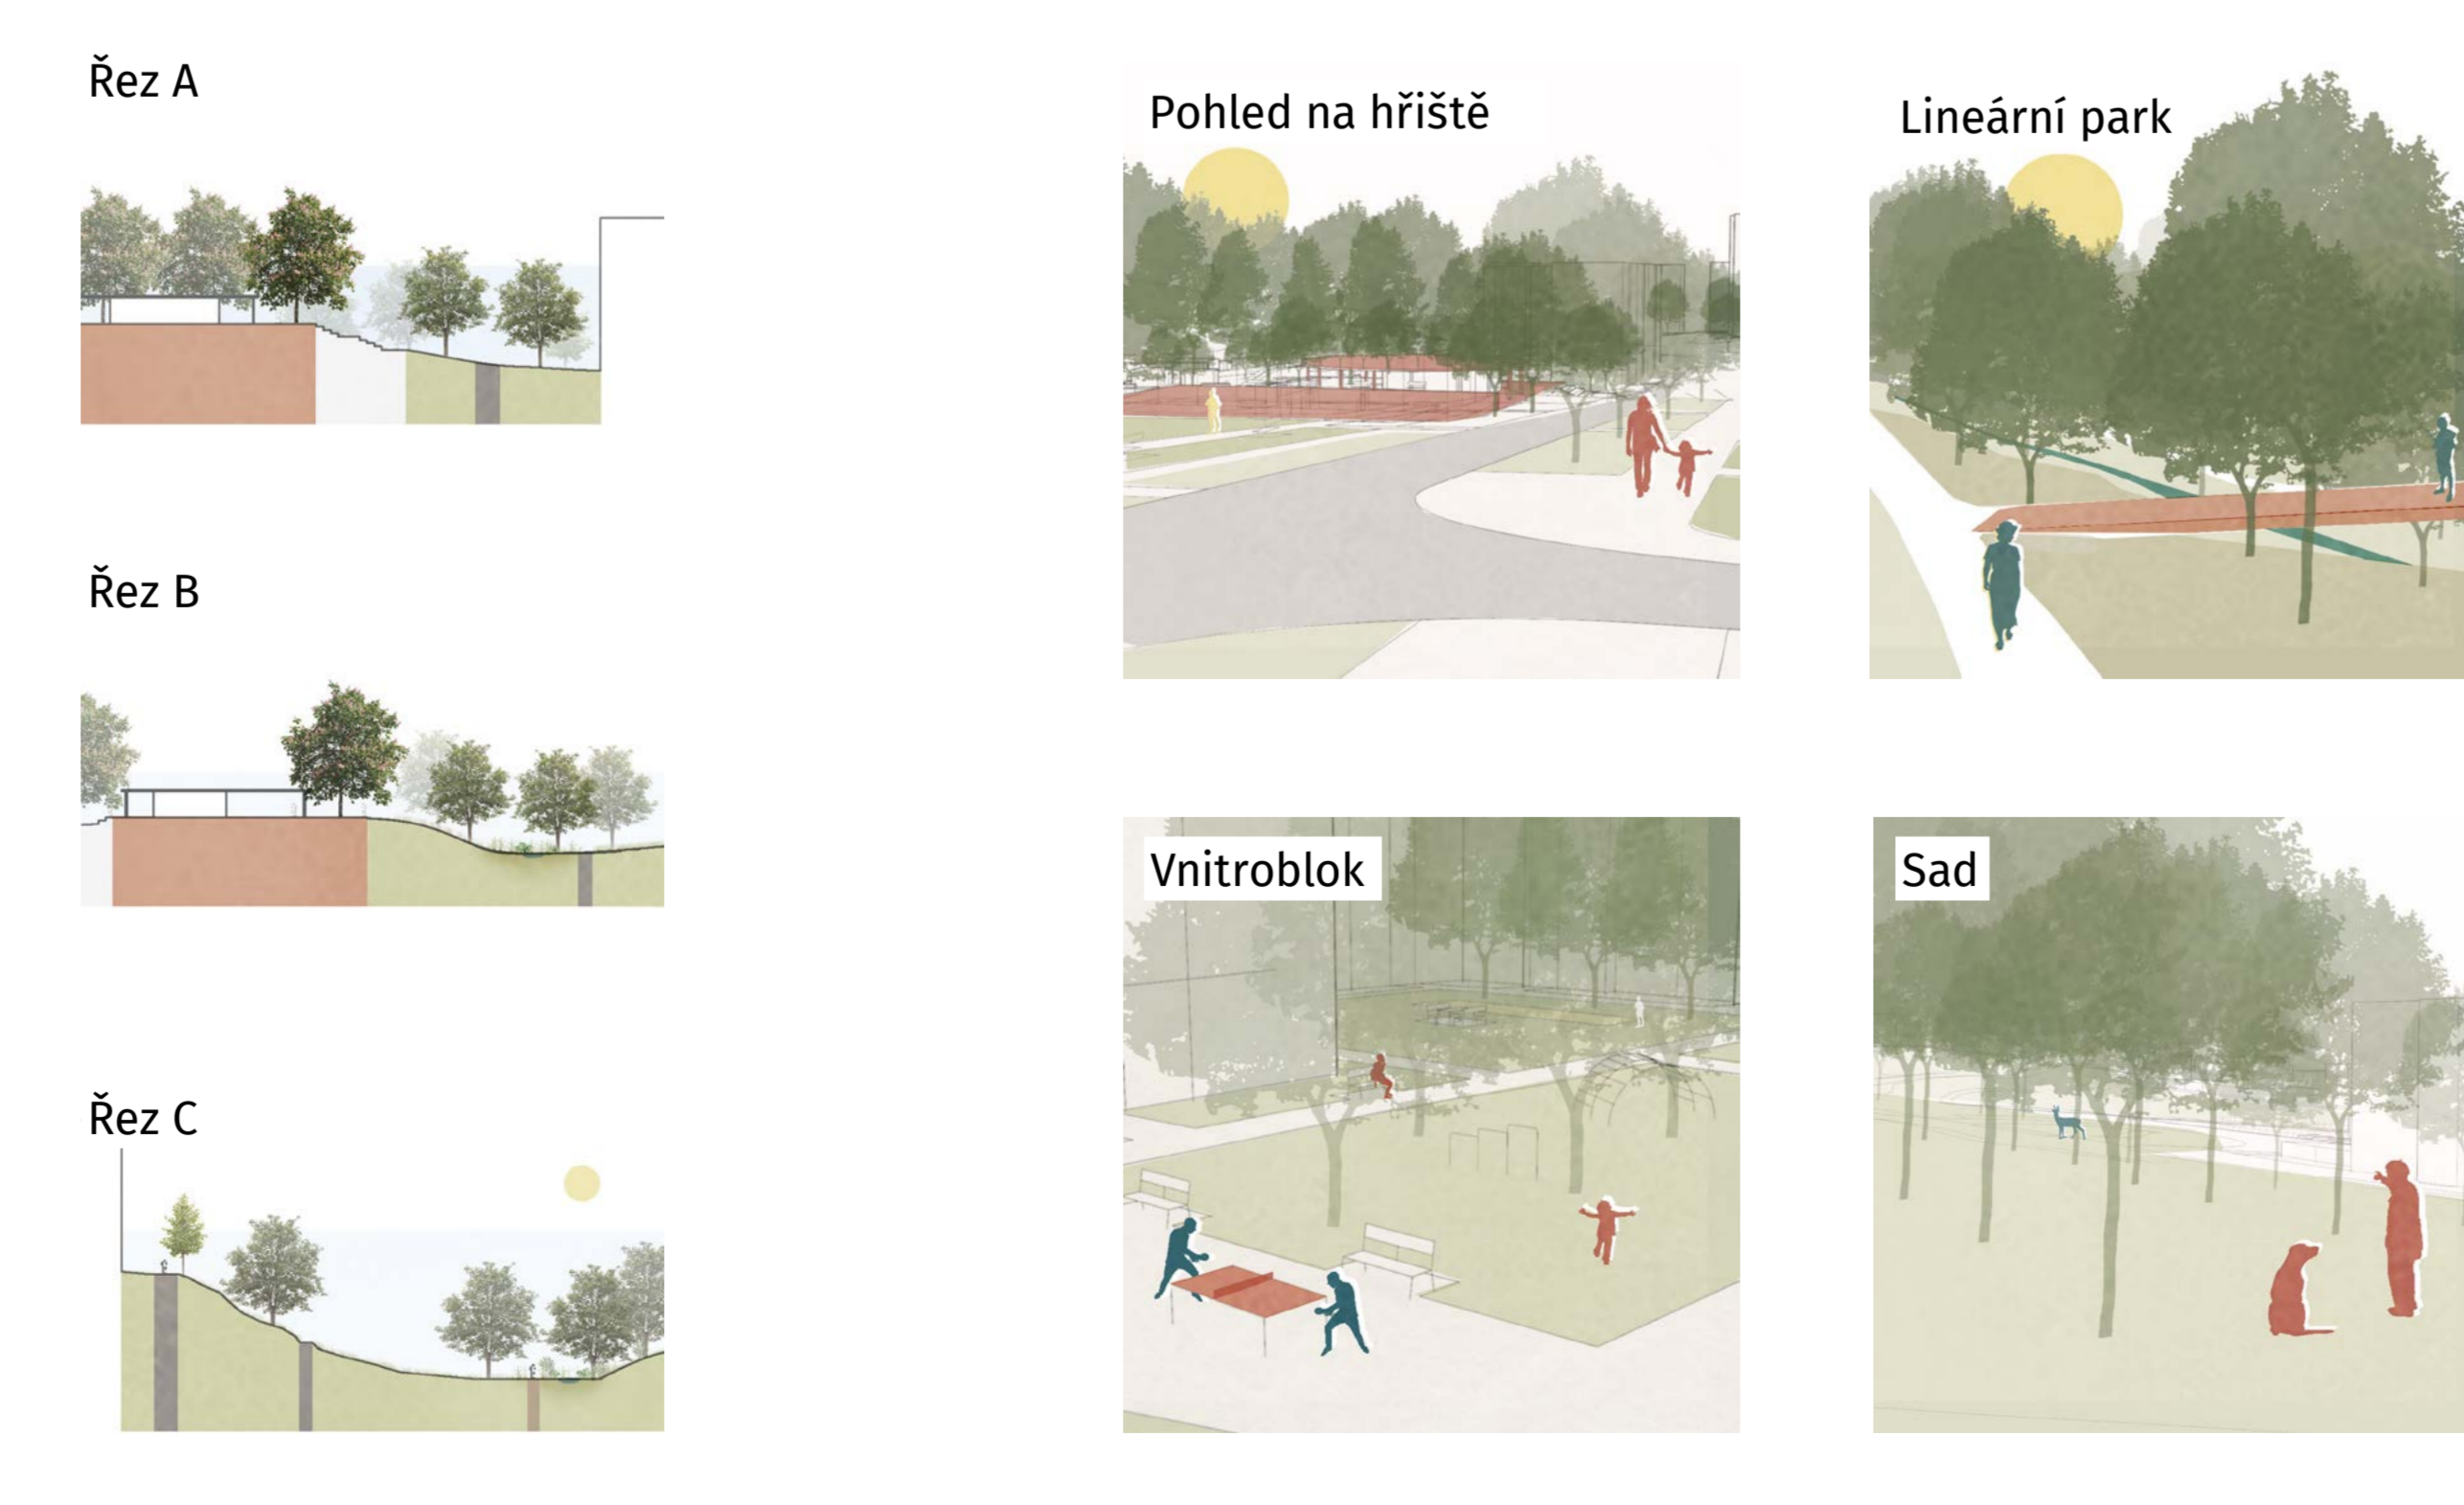 Řez A
Řez B
Řez C
Pohled na hřiště
Lineární park
Vnitroblok
Sad